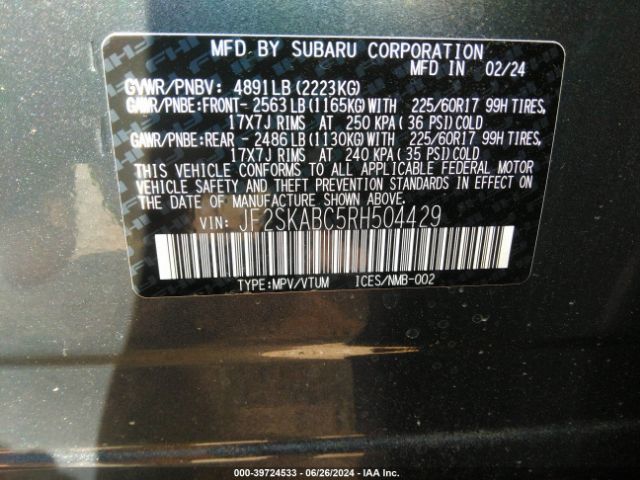 MFD BY SUBARU CORPORATION
MFD IN 02/24
GVWR/PNBV: 4891LB (2223KG)
GAWR/PNBE:FRONT- 2563 LB (1165KG) WITH 225/60R17 99H TIRES,
17X7J RIMS AT 250 KPA (36 PSI) COLD
GAWR/PNBE:REAR - 2486 LB (1130KG) WITH 225/60R17 99H TIRES,
17X7J RIMS AT 240 KPA (35 PSI) COLD
THIS VEHICLE CONFORMS TO ALL APPLICABLE FEDERAL MOTOR
VEHICLE SAFETY AND THEFT PREVENTION STANDARDS IN EFFECT ON
THE DATE OF MANUFACTURE SHOWN ABOVE.
VIN: JF2SKABC5RH504429
TYPE:MPV/VTUM ICES/NMB-002
000-39724533 - 06/26/2024 - IAA Inc.